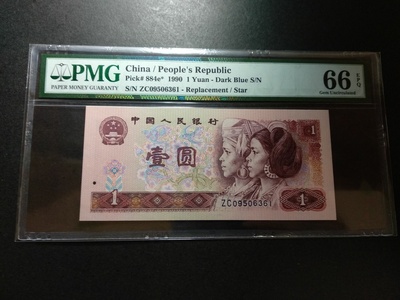 PMG
PAPER MONEY GUARANTY
China / People's Republic
Pick# 884e* 1990 1 Yuan - Dark Blue S/N
S/N ZC09506361 - Replacement / Star
66 EPQ
Gem Uncirculated
中国人民银行
1
壹圆
1
ZC09506361
1